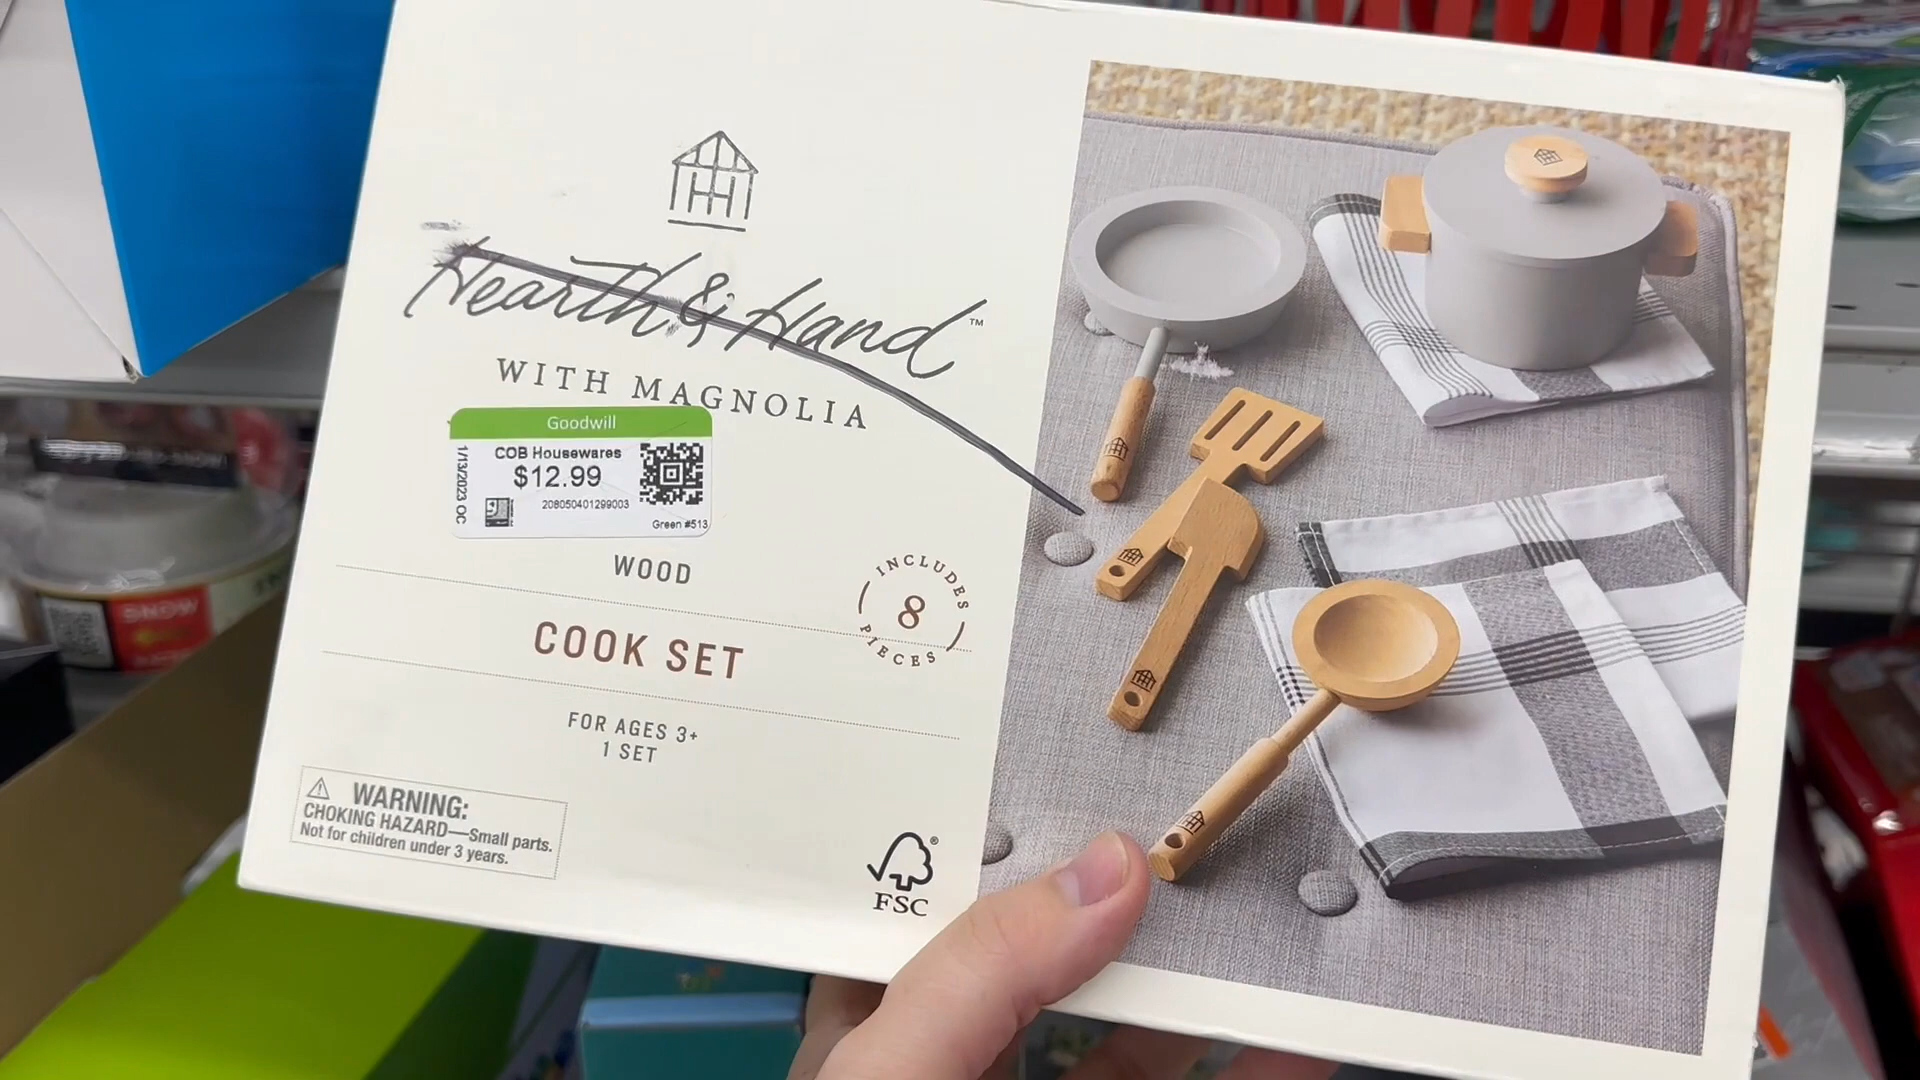 Hearth & Hand™
WITH MAGNOLIA
Goodwill
COB Housewares
$12.99
208050401299003
Green #513
1/13/2023 OC
WOOD
COOK SET
INCLUDES
8
PIECES
FOR AGES 3+
1 SET
WARNING:
CHOKING HAZARD—Small parts.
Not for children under 3 years.
FSC®
SNOW